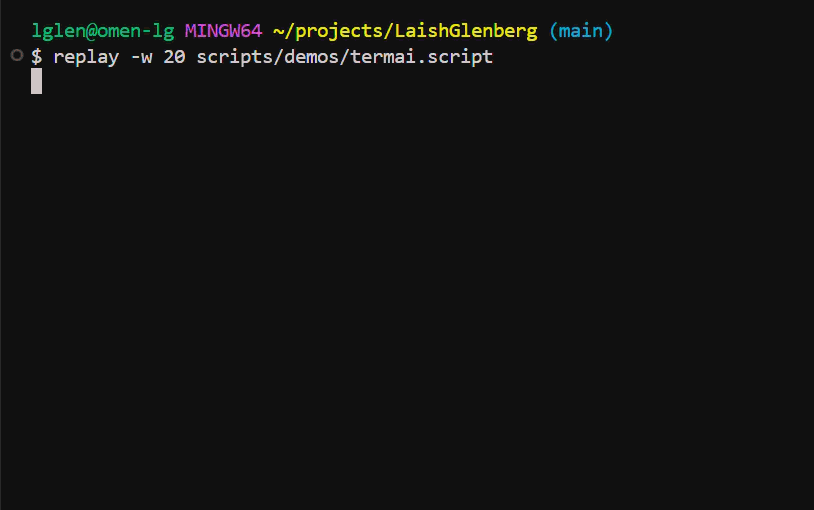 lglen@omen-lg MINGW64 ~/projects/LaishGlenberg (main)
$ replay -w 20 scripts/demos/termai.script